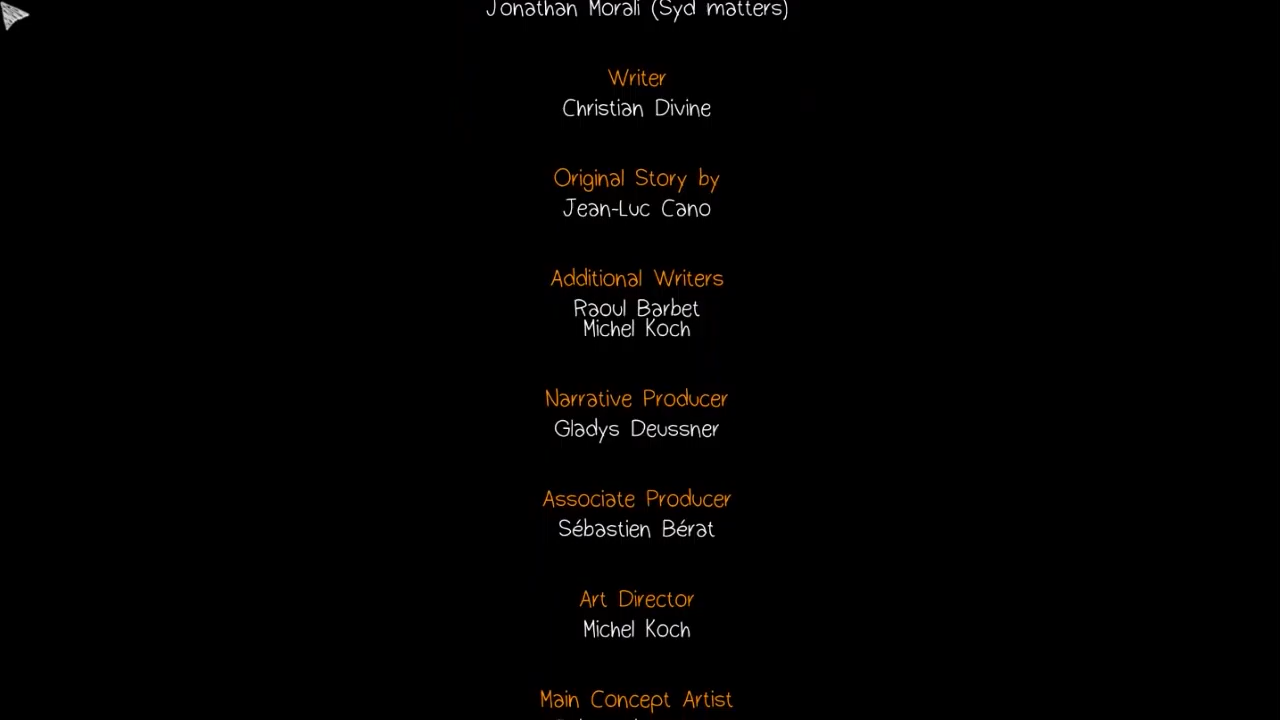 Jonathan Morali (Syd matters)
Writer
Christian Divine
Original Story by
Jean-Luc Cano
Additional Writers
Raoul Barbet
Michel Koch
Narrative Producer
Gladys Deussner
Associate Producer
Sébastien Bérat
Art Director
Michel Koch
Main Concept Artist